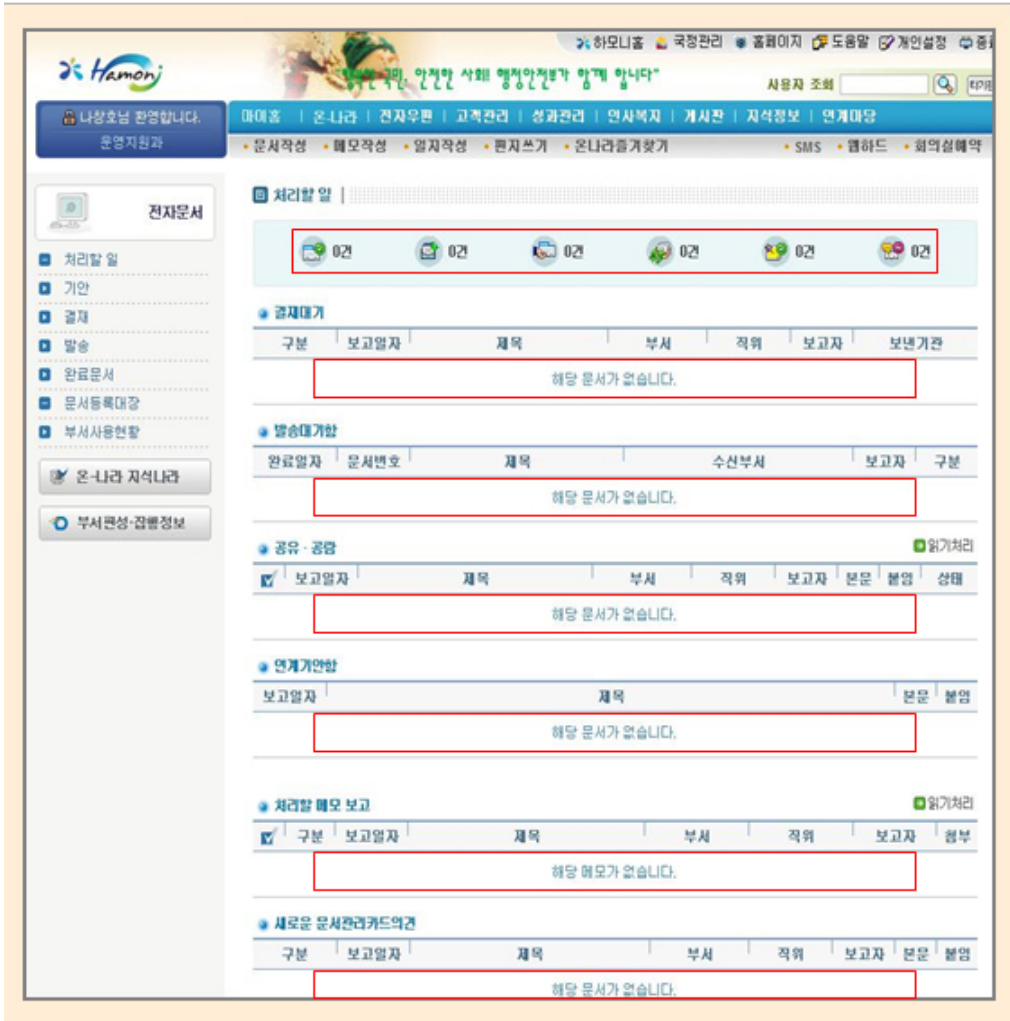 하모니홈 국정관리 홈페이지 도움말 개인설정
Hamoni
국민, 안전한 사회! 행정안전부가 함께 합니다"
사용자 조회
나상호님 환영합니다.
운영지원과
마이홈 | 온-나라 | 전자우편 | 고객관리 | 성과관리 | 인사복지 | 게시판 | 지식정보 | 연계마당
문서작성 메모작성 일지작성 편지쓰기 온나라즐겨찾기 SMS 웹하드 회의실예약
전자문서
처리할 일
기안
결재
발송
완료문서
문서등록대장
부서사용현황
온-나라 지식나라
부서편성·집행정보
처리할 일
0건 0건 0건 0건 0건 0건
결재대기
구분 보고일자 제목 부서 직위 보고자 보낸기관
해당 문서가 없습니다.
발송대기함
완료일자 문서번호 제목 수신부서 보고자 구분
해당 문서가 없습니다.
공유·공람 읽기처리
보고일자 제목 부서 직위 보고자 본문 붙임 상태
해당 문서가 없습니다.
연계기안함
보고일자 제목 본문 붙임
해당 문서가 없습니다.
처리할 메모 보고 읽기처리
구분 보고일자 제목 부서 직위 보고자 첨부
해당 메모가 없습니다.
새로운 문서관리카드의견
구분 보고일자 제목 부서 직위 보고자 본문 붙임
해당 문서가 없습니다.